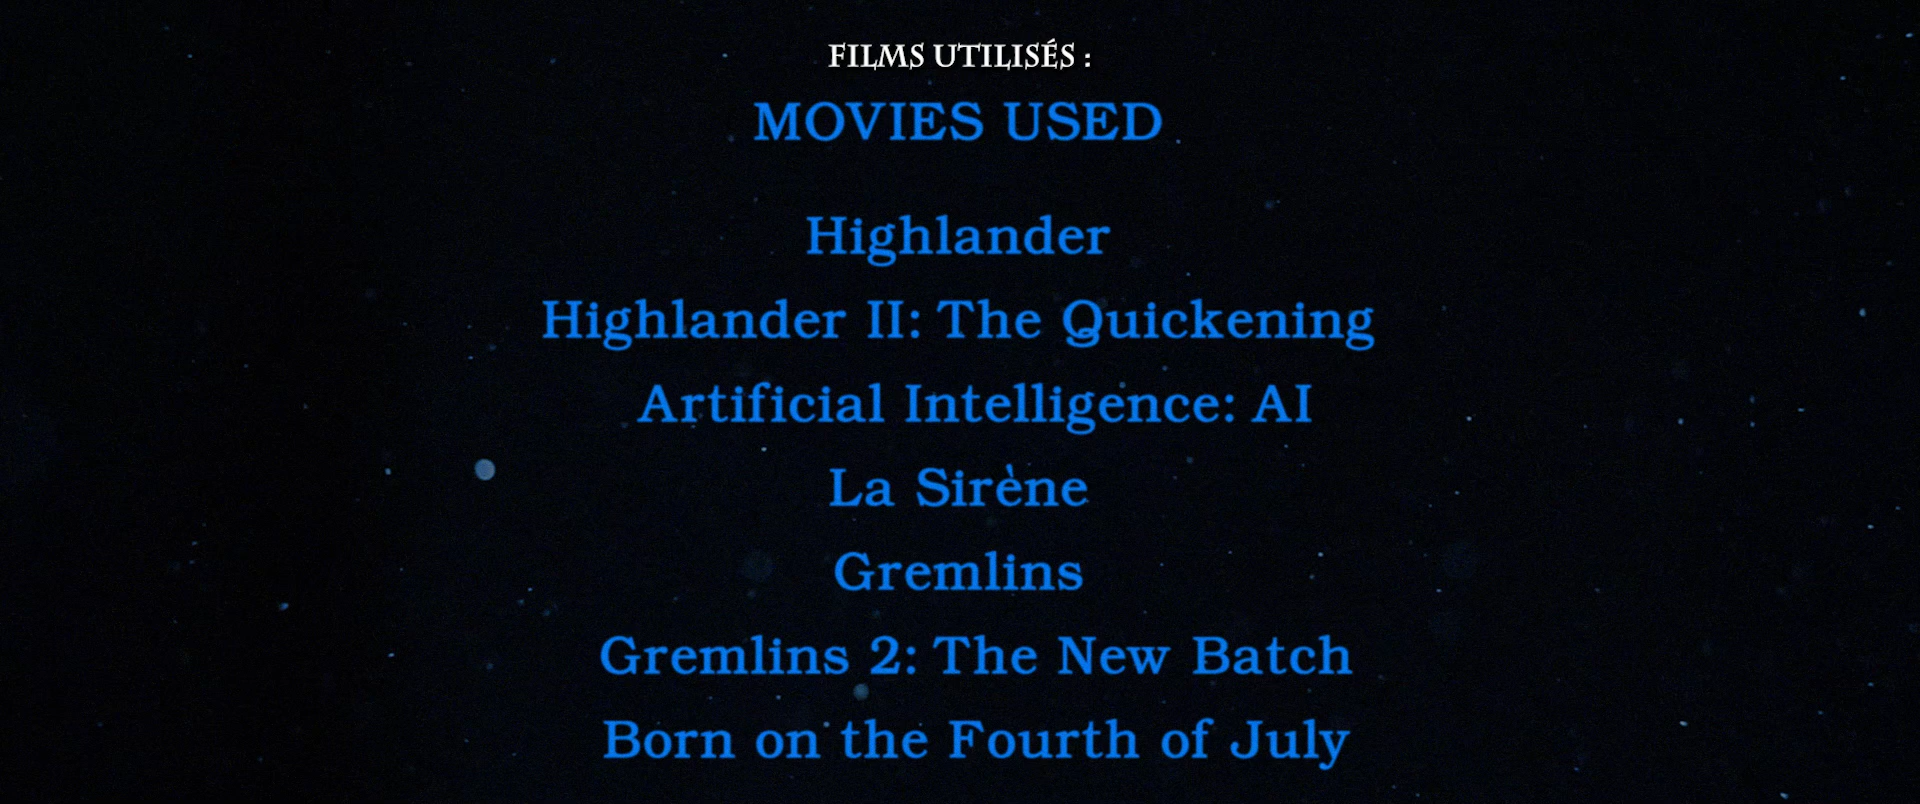 FILMS UTILISÉS :
MOVIES USED
Highlander
Highlander II: The Quickening
Artificial Intelligence: AI
La Sirène
Gremlins
Gremlins 2: The New Batch
Born on the Fourth of July